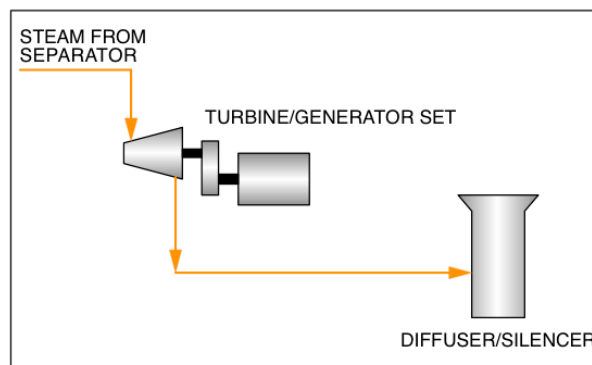 STEAM FROM
SEPARATOR
TURBINE/GENERATOR SET
DIFFUSER/SILENCER